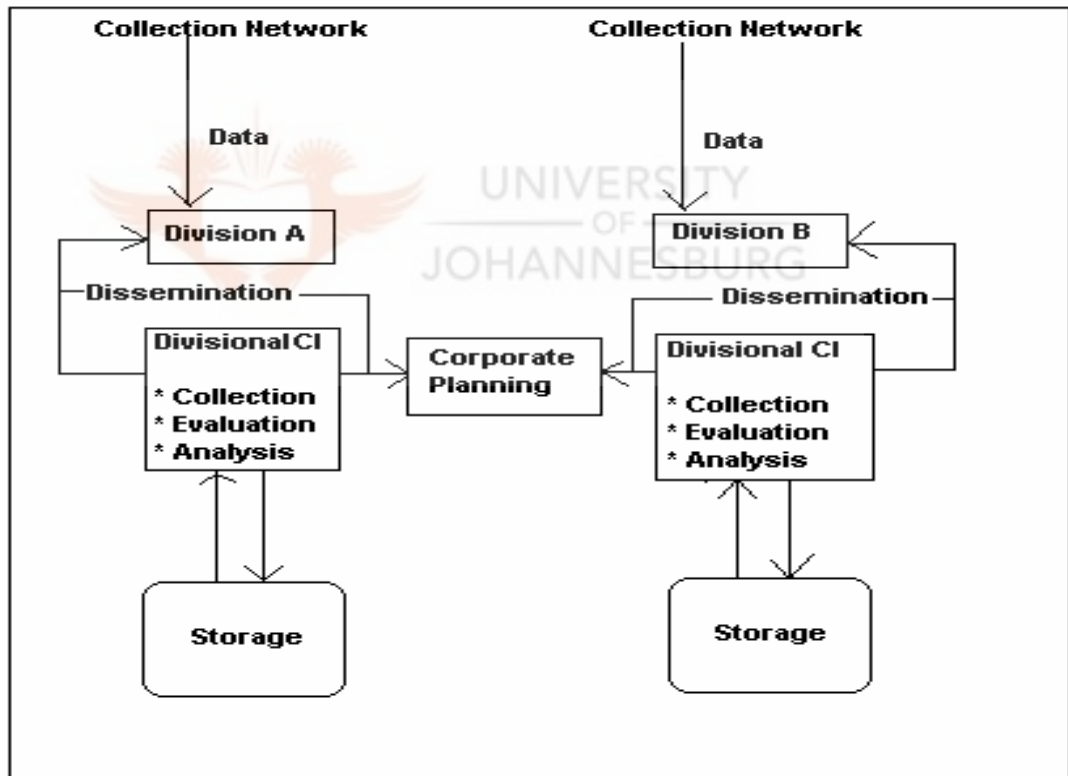 Collection Network
Collection Network
Data
Data
UNIVERSITY
OF
JOHANNESBURG
Division A
Division B
Dissemination
Dissemination
Divisional CI
* Collection
* Evaluation
* Analysis
Corporate
Planning
Divisional CI
* Collection
* Evaluation
* Analysis
Storage
Storage